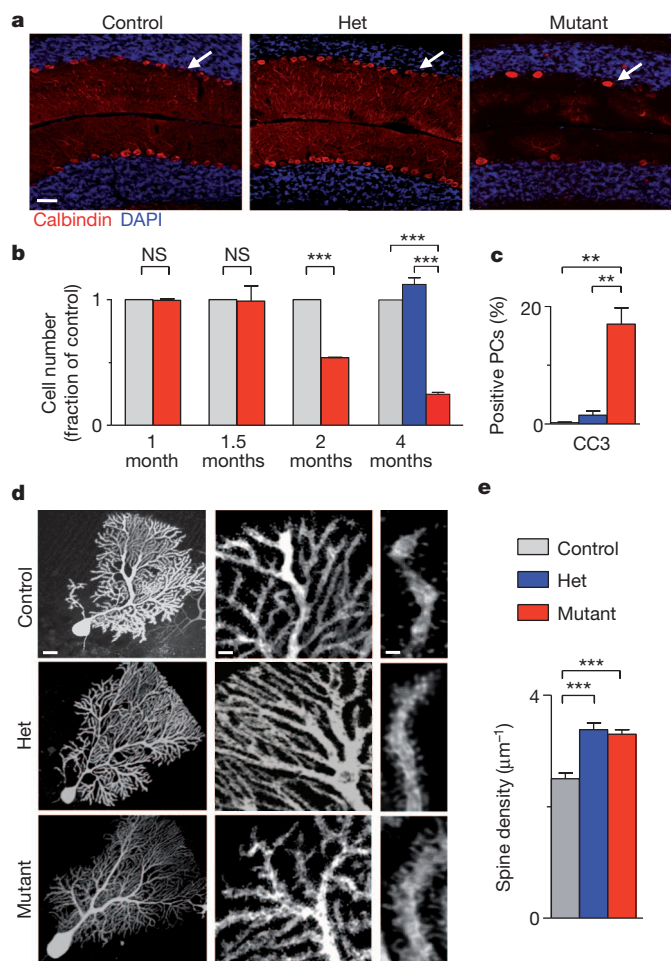 a
Control Het Mutant
Calbindin DAPI
b
NS NS *** *** ***
Cell number
(fraction of control)
1
0
1
month
1.5
months
2
months
4
months
c
**
**
Positive PCs (%)
20
0
CC3
d
Control
Het
Mutant
e
Control
Het
Mutant
***
***
Spine density (μm⁻¹)
4
0